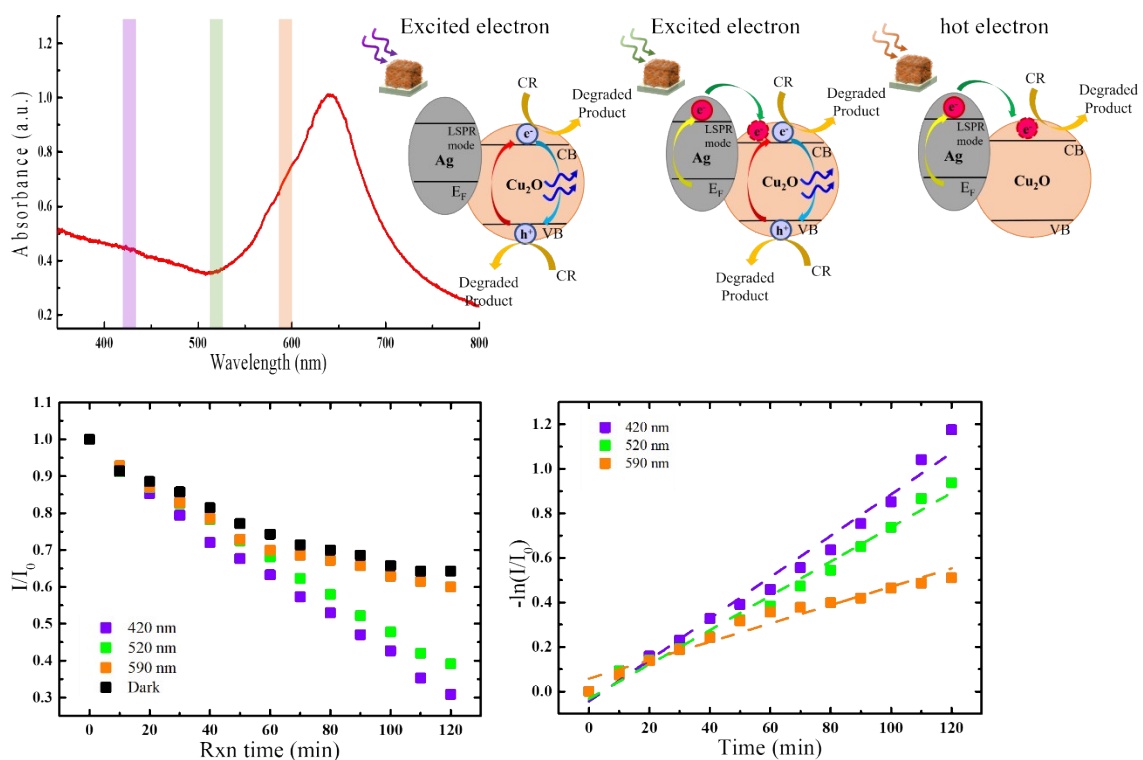 Absorbance (a.u.)
1.2
1.0
0.8
0.6
0.4
0.2
400
500
600
700
800
Wavelength (nm)
Excited electron
CR
Degraded
Product
LSPR
mode
Ag
E_F
e⁻
CB
Cu₂O
h⁺
VB
Degraded
Product
CR
Excited electron
CR
Degraded
Product
e⁻
LSPR
mode
Ag
E_F
e⁻
CB
Cu₂O
h⁺
VB
Degraded
Product
CR
hot electron
CR
Degraded
Product
e⁻
LSPR
mode
Ag
E_F
e⁻
CB
Cu₂O
VB
I/I₀
1.1
1.0
0.9
0.8
0.7
0.6
0.5
0.4
0.3
420 nm
520 nm
590 nm
Dark
0
20
40
60
80
100
120
Rxn time (min)
-ln(I/I₀)
1.2
1.0
0.8
0.6
0.4
0.2
0.0
420 nm
520 nm
590 nm
0
20
40
60
80
100
120
Time (min)